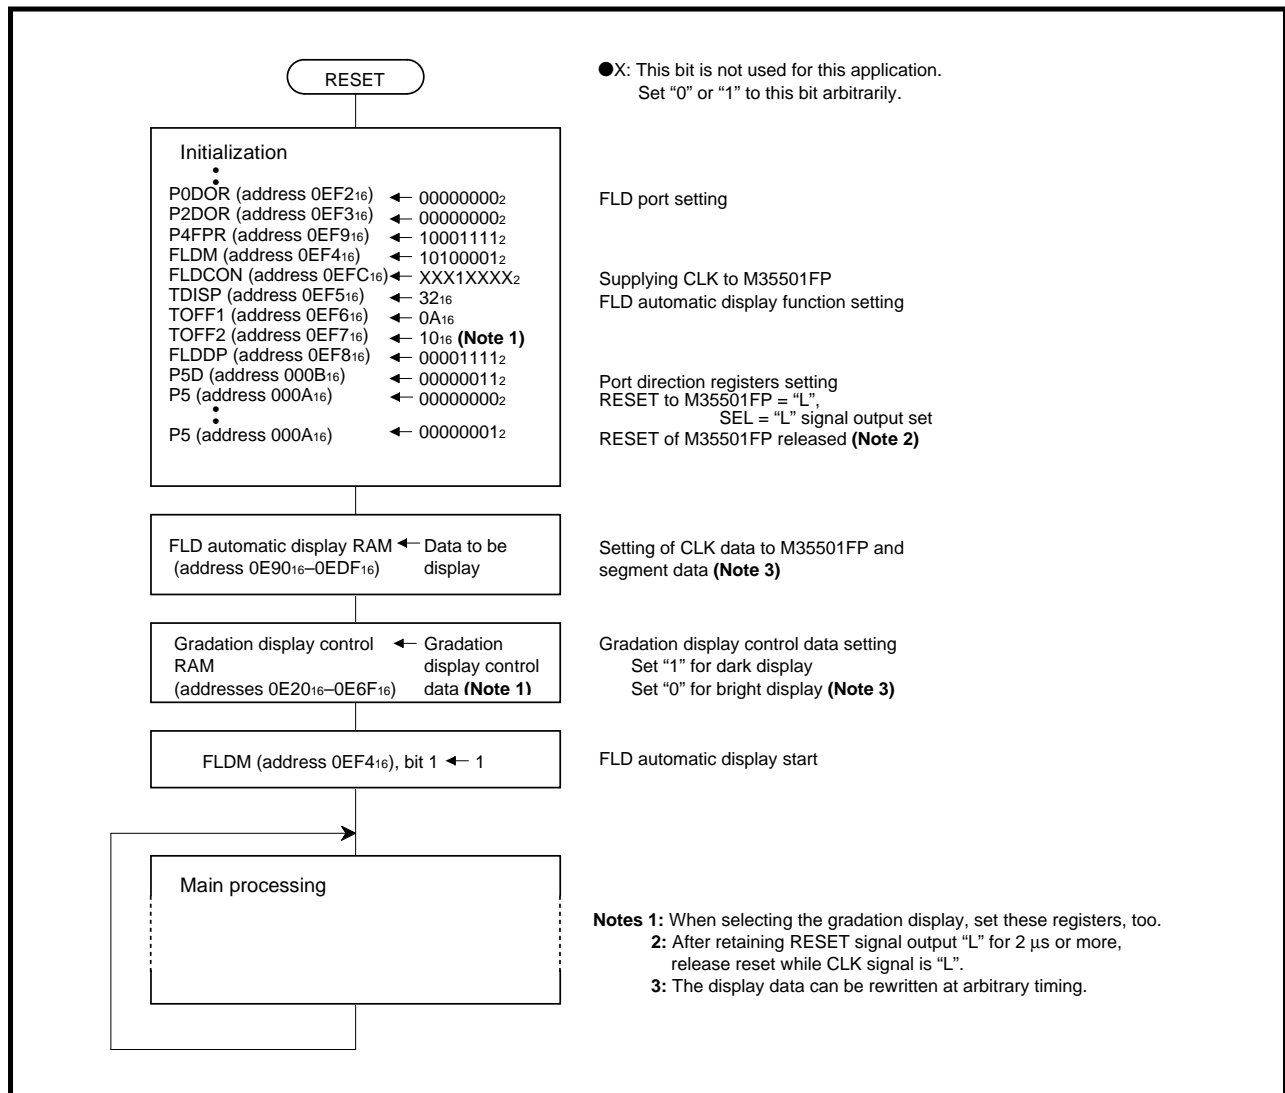 RESET
●X: This bit is not used for this application.
Set “0” or “1” to this bit arbitrarily.
Initialization
•
•
P0DOR (address 0EF216) ← 000000002 FLD port setting
P2DOR (address 0EF316) ← 000000002
P4FPR (address 0EF916) ← 100011112
FLDM (address 0EF416) ← 101000012
FLDCON (address 0EFC16) ← XXX1XXXX2 Supplying CLK to M35501FP
TDISP (address 0EF516) ← 3216 FLD automatic display function setting
TOFF1 (address 0EF616) ← 0A16
TOFF2 (address 0EF716) ← 1016 (Note 1)
FLDDP (address 0EF816) ← 000011112
P5D (address 000B16) ← 000000112 Port direction registers setting
P5 (address 000A16) ← 000000002 RESET to M35501FP = “L”,
• SEL = “L” signal output set
•
P5 (address 000A16) ← 000000012 RESET of M35501FP released (Note 2)
FLD automatic display RAM ← Data to be Setting of CLK data to M35501FP and
(address 0E9016–0EDF16) display segment data (Note 3)
Gradation display control ← Gradation Gradation display control data setting
RAM display control Set “1” for dark display
(addresses 0E2016–0E6F16) data (Note 1) Set “0” for bright display (Note 3)
FLDM (address 0EF416), bit 1 ← 1 FLD automatic display start
Main processing
Notes 1: When selecting the gradation display, set these registers, too.
2: After retaining RESET signal output “L” for 2 μs or more,
release reset while CLK signal is “L”.
3: The display data can be rewritten at arbitrary timing.